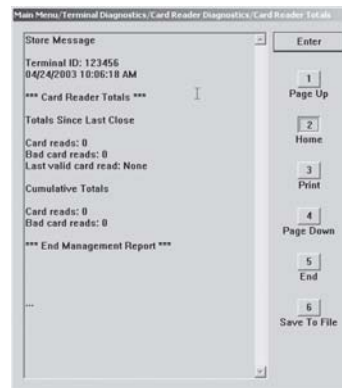 Main Menu/Terminal Diagnostics/Card Reader Diagnostics/Card Reader Totals
Store Message
Terminal ID: 123456
04/24/2003 10:06:18 AM
*** Card Reader Totals ***
Totals Since Last Close
Card reads: 0
Bad card reads: 0
Last valid card read: None
Cumulative Totals
Card reads: 0
Bad card reads: 0
*** End Management Report ***
...
Enter
1
Page Up
2
Home
3
Print
4
Page Down
5
End
6
Save To File